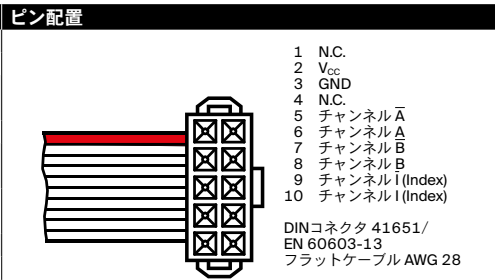 ピン配置
1 N.C.
2 Vcc
3 GND
4 N.C.
5 チャンネル A̅
6 チャンネル A
7 チャンネル B̅
8 チャンネル B
9 チャンネル I̅ (Index)
10 チャンネル I (Index)
DINコネクタ 41651/
EN 60603-13
フラットケーブル AWG 28